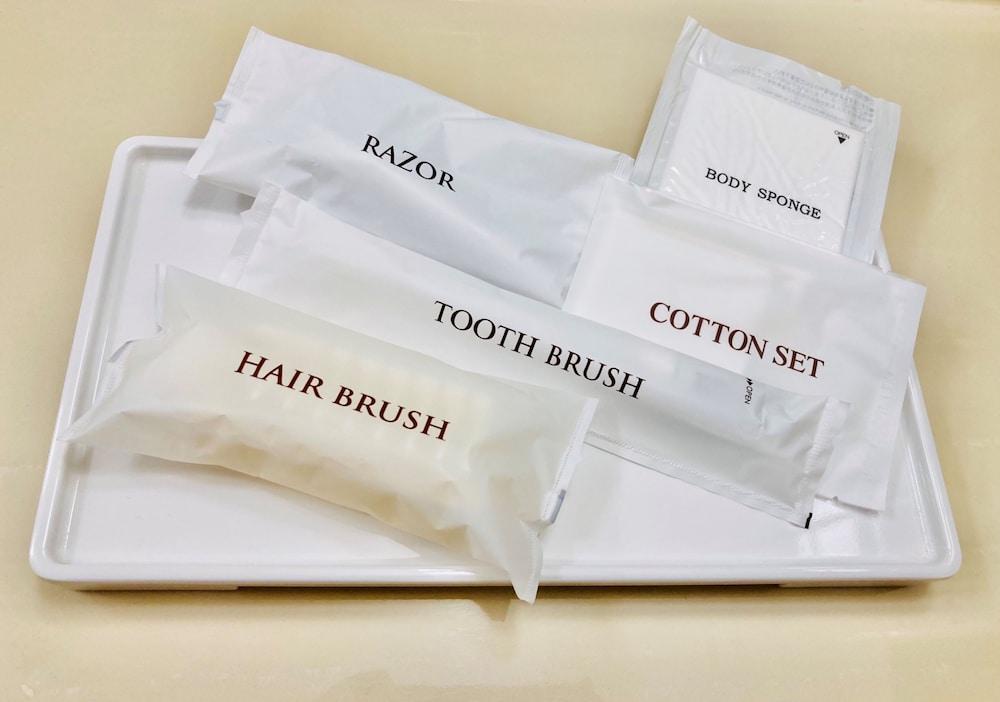 RAZOR
OPEN
BODY SPONGE
COTTON SET
TOOTH BRUSH
OPEN
HAIR BRUSH